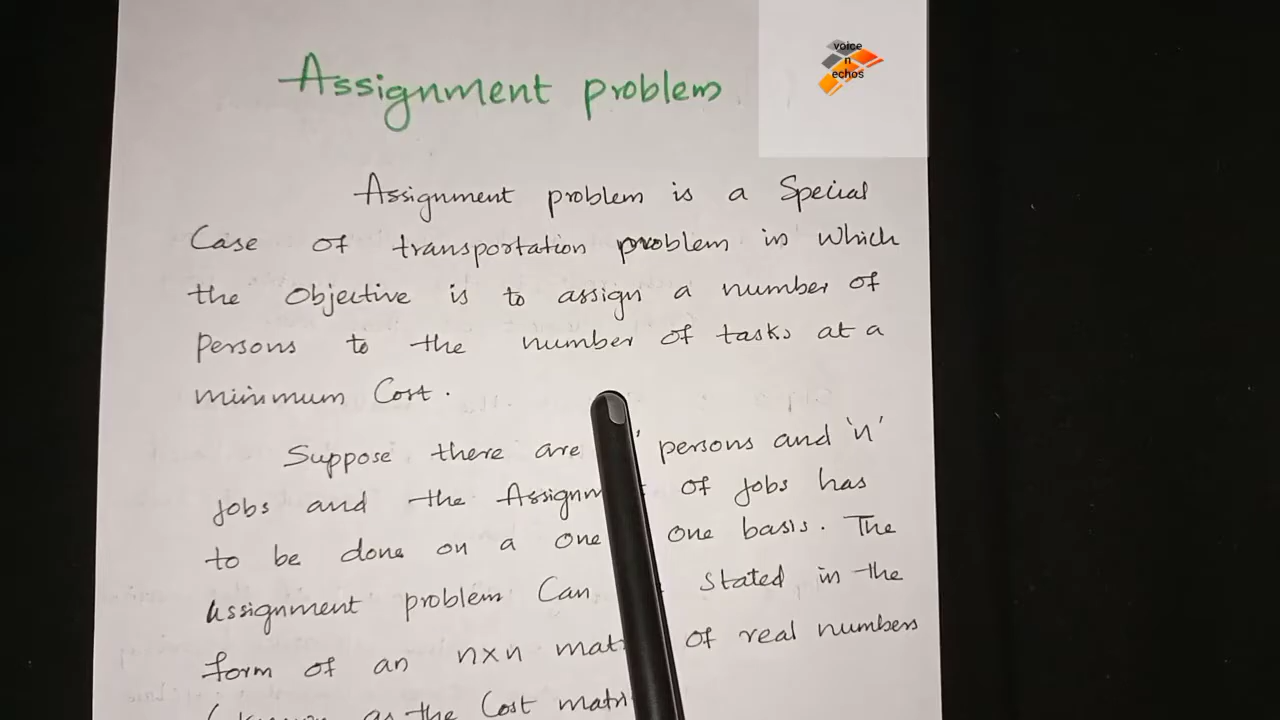 Assignment problem
voice
n
echos
Assignment problem is a Special
Case of transportation problem in which
the Objective is to assign a number of
persons to the number of tasks at a
minimum Cost.
Suppose there are ' persons and 'n'
jobs and the of jobs has
to be done on a one one basis. The
Assignment problem Can stated in the
form of an nxn of real numbers
as the Cost